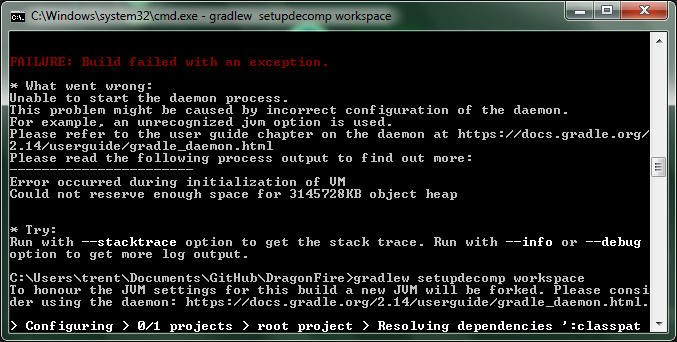 C:\Windows\system32\cmd.exe - gradlew  setupdecomp workspace
FAILURE: Build failed with an exception.
* What went wrong:
Unable to start the daemon process.
This problem might be caused by incorrect configuration of the daemon.
For example, an unrecognized jvm option is used.
Please refer to the user guide chapter on the daemon at https://docs.gradle.org/
2.14/userguide/gradle_daemon.html
Please read the following process output to find out more:
-----------------------
Error occurred during initialization of VM
Could not reserve enough space for 3145728KB object heap
* Try:
Run with --stacktrace option to get the stack trace. Run with --info or --debug
option to get more log output.
C:\Users\trent\Documents\GitHub\DragonFire>gradlew setupdecomp workspace
To honour the JVM settings for this build a new JVM will be forked. Please consi
der using the daemon: https://docs.gradle.org/2.14/userguide/gradle_daemon.html.
> Configuring > 0/1 projects > root project > Resolving dependencies ':classpat